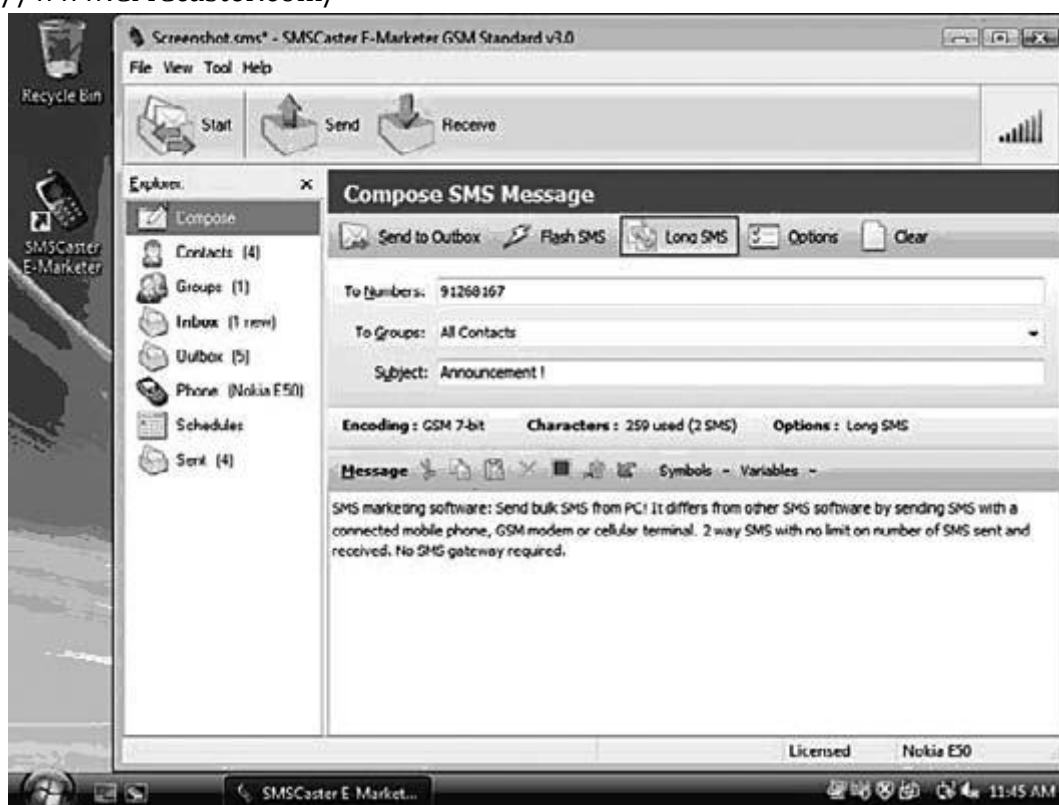 Recycle Bin
SMSCaster
E-Marketer
Screenshot.sms* - SMSCaster E-Marketer GSM Standard v3.0
File View Tool Help
Start Send Receive
Explorer x
Compose
Contacts (4)
Groups (1)
Inbox (1 new)
Outbox (5)
Phone (Nokia E50)
Schedules
Sent (4)
Compose SMS Message
Send to Outbox Flash SMS Long SMS Options Clear
To Numbers: 91268167
To Groups: All Contacts
Subject: Announcement !
Encoding : GSM 7-bit Characters : 259 used (2 SMS) Options : Long SMS
Message Symbols Variables
SMS marketing software: Send bulk SMS from PC! It differs from other SMS software by sending SMS with a
connected mobile phone, GSM modem or cellular terminal. 2 way SMS with no limit on number of SMS sent and
received. No SMS gateway required.
Licensed Nokia E50
SMSCaster E-Market... 11:45 AM